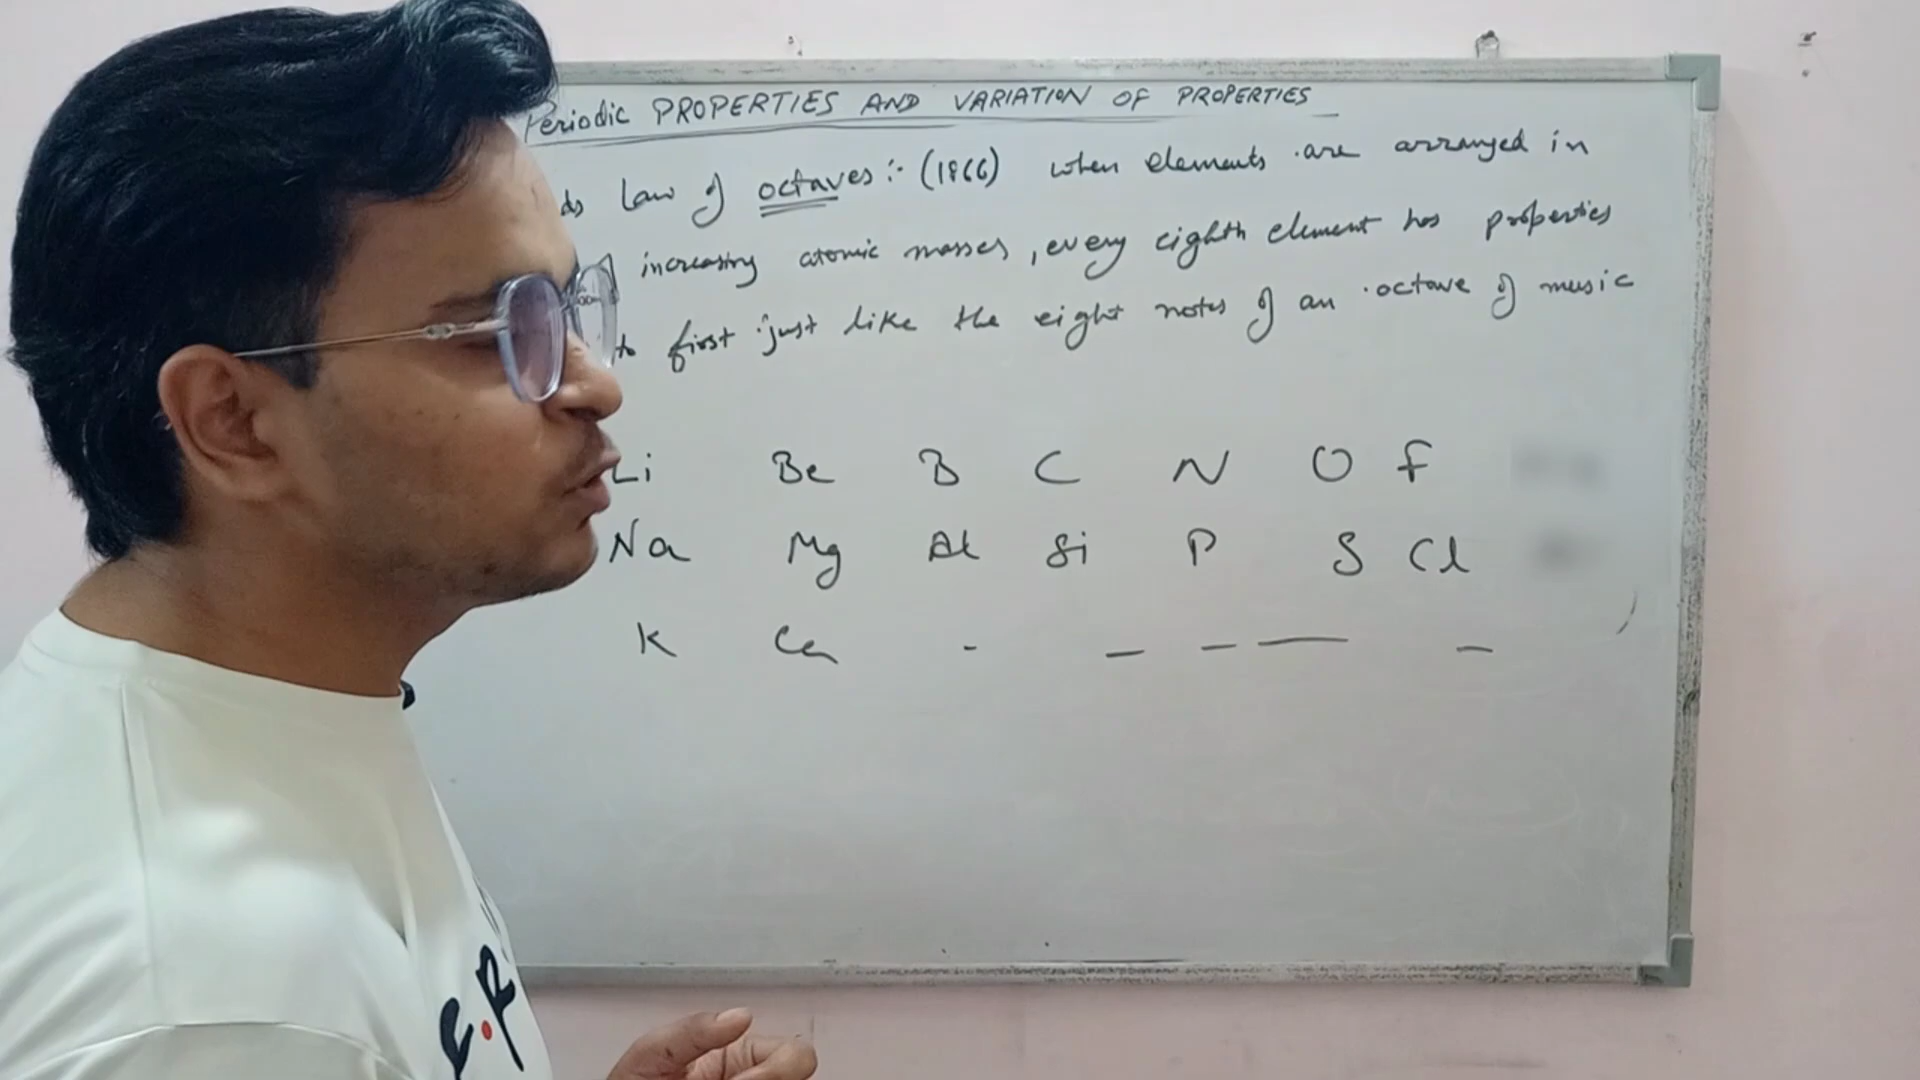 Periodic PROPERTIES AND VARIATION OF PROPERTIES
ds law of octaves :- (1866) when elements are arranged in
increasing atomic masses, every eighth element has properties
to first just like the eight notes of an octave of music
Li Be B C N O F
Na Mg Al Si P S Cl
K Ca - - - - -